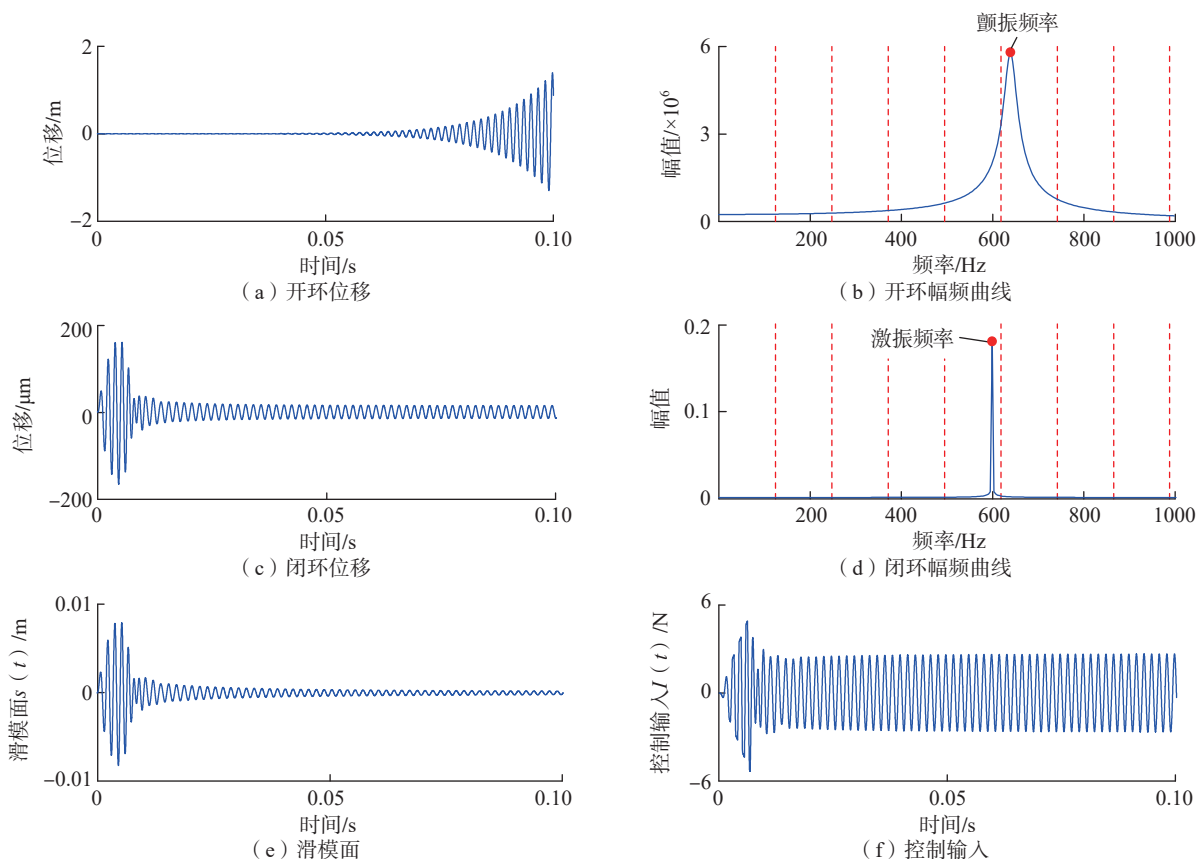 2
0
−2
位移/m
0
0.05
0.10
时间/s
（a）开环位移
颤振频率
6
3
0
幅值/×10⁶
200
400
600
800
1000
频率/Hz
（b）开环幅频曲线
200
0
−200
位移/μm
0
0.05
0.10
时间/s
（c）闭环位移
激振频率
0.2
0.1
0
幅值
200
400
600
800
1000
频率/Hz
（d）闭环幅频曲线
0.01
0
−0.01
滑模面s（t）/m
0
0.05
0.10
时间/s
（e）滑模面
6
0
−6
控制输入I（t）/N
0
0.05
0.10
时间/s
（f）控制输入